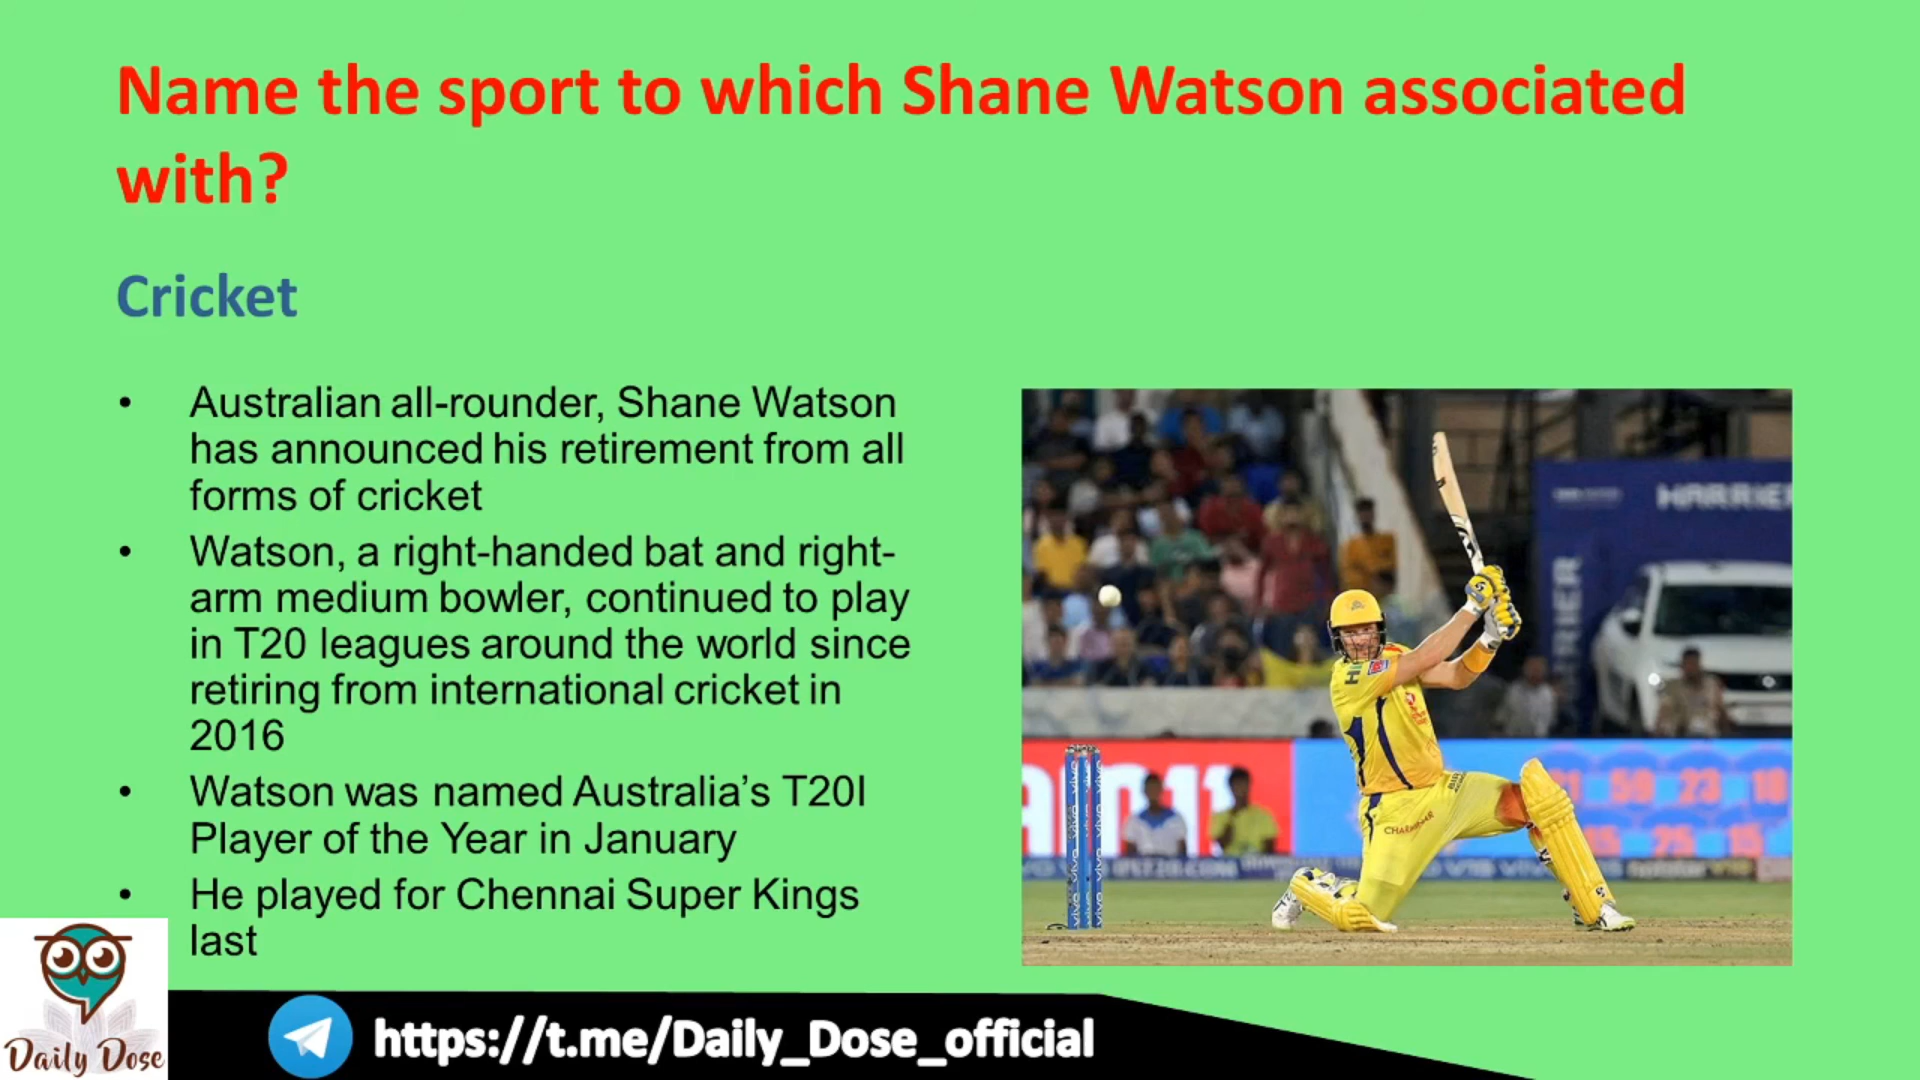 Name the sport to which Shane Watson associated
with?
Cricket
• Australian all-rounder, Shane Watson
has announced his retirement from all
forms of cricket
• Watson, a right-handed bat and right-
arm medium bowler, continued to play
in T20 leagues around the world since
retiring from international cricket in
2016
• Watson was named Australia’s T20I
Player of the Year in January
• He played for Chennai Super Kings
last
HARRIE
Daily Dose
https://t.me/Daily_Dose_official